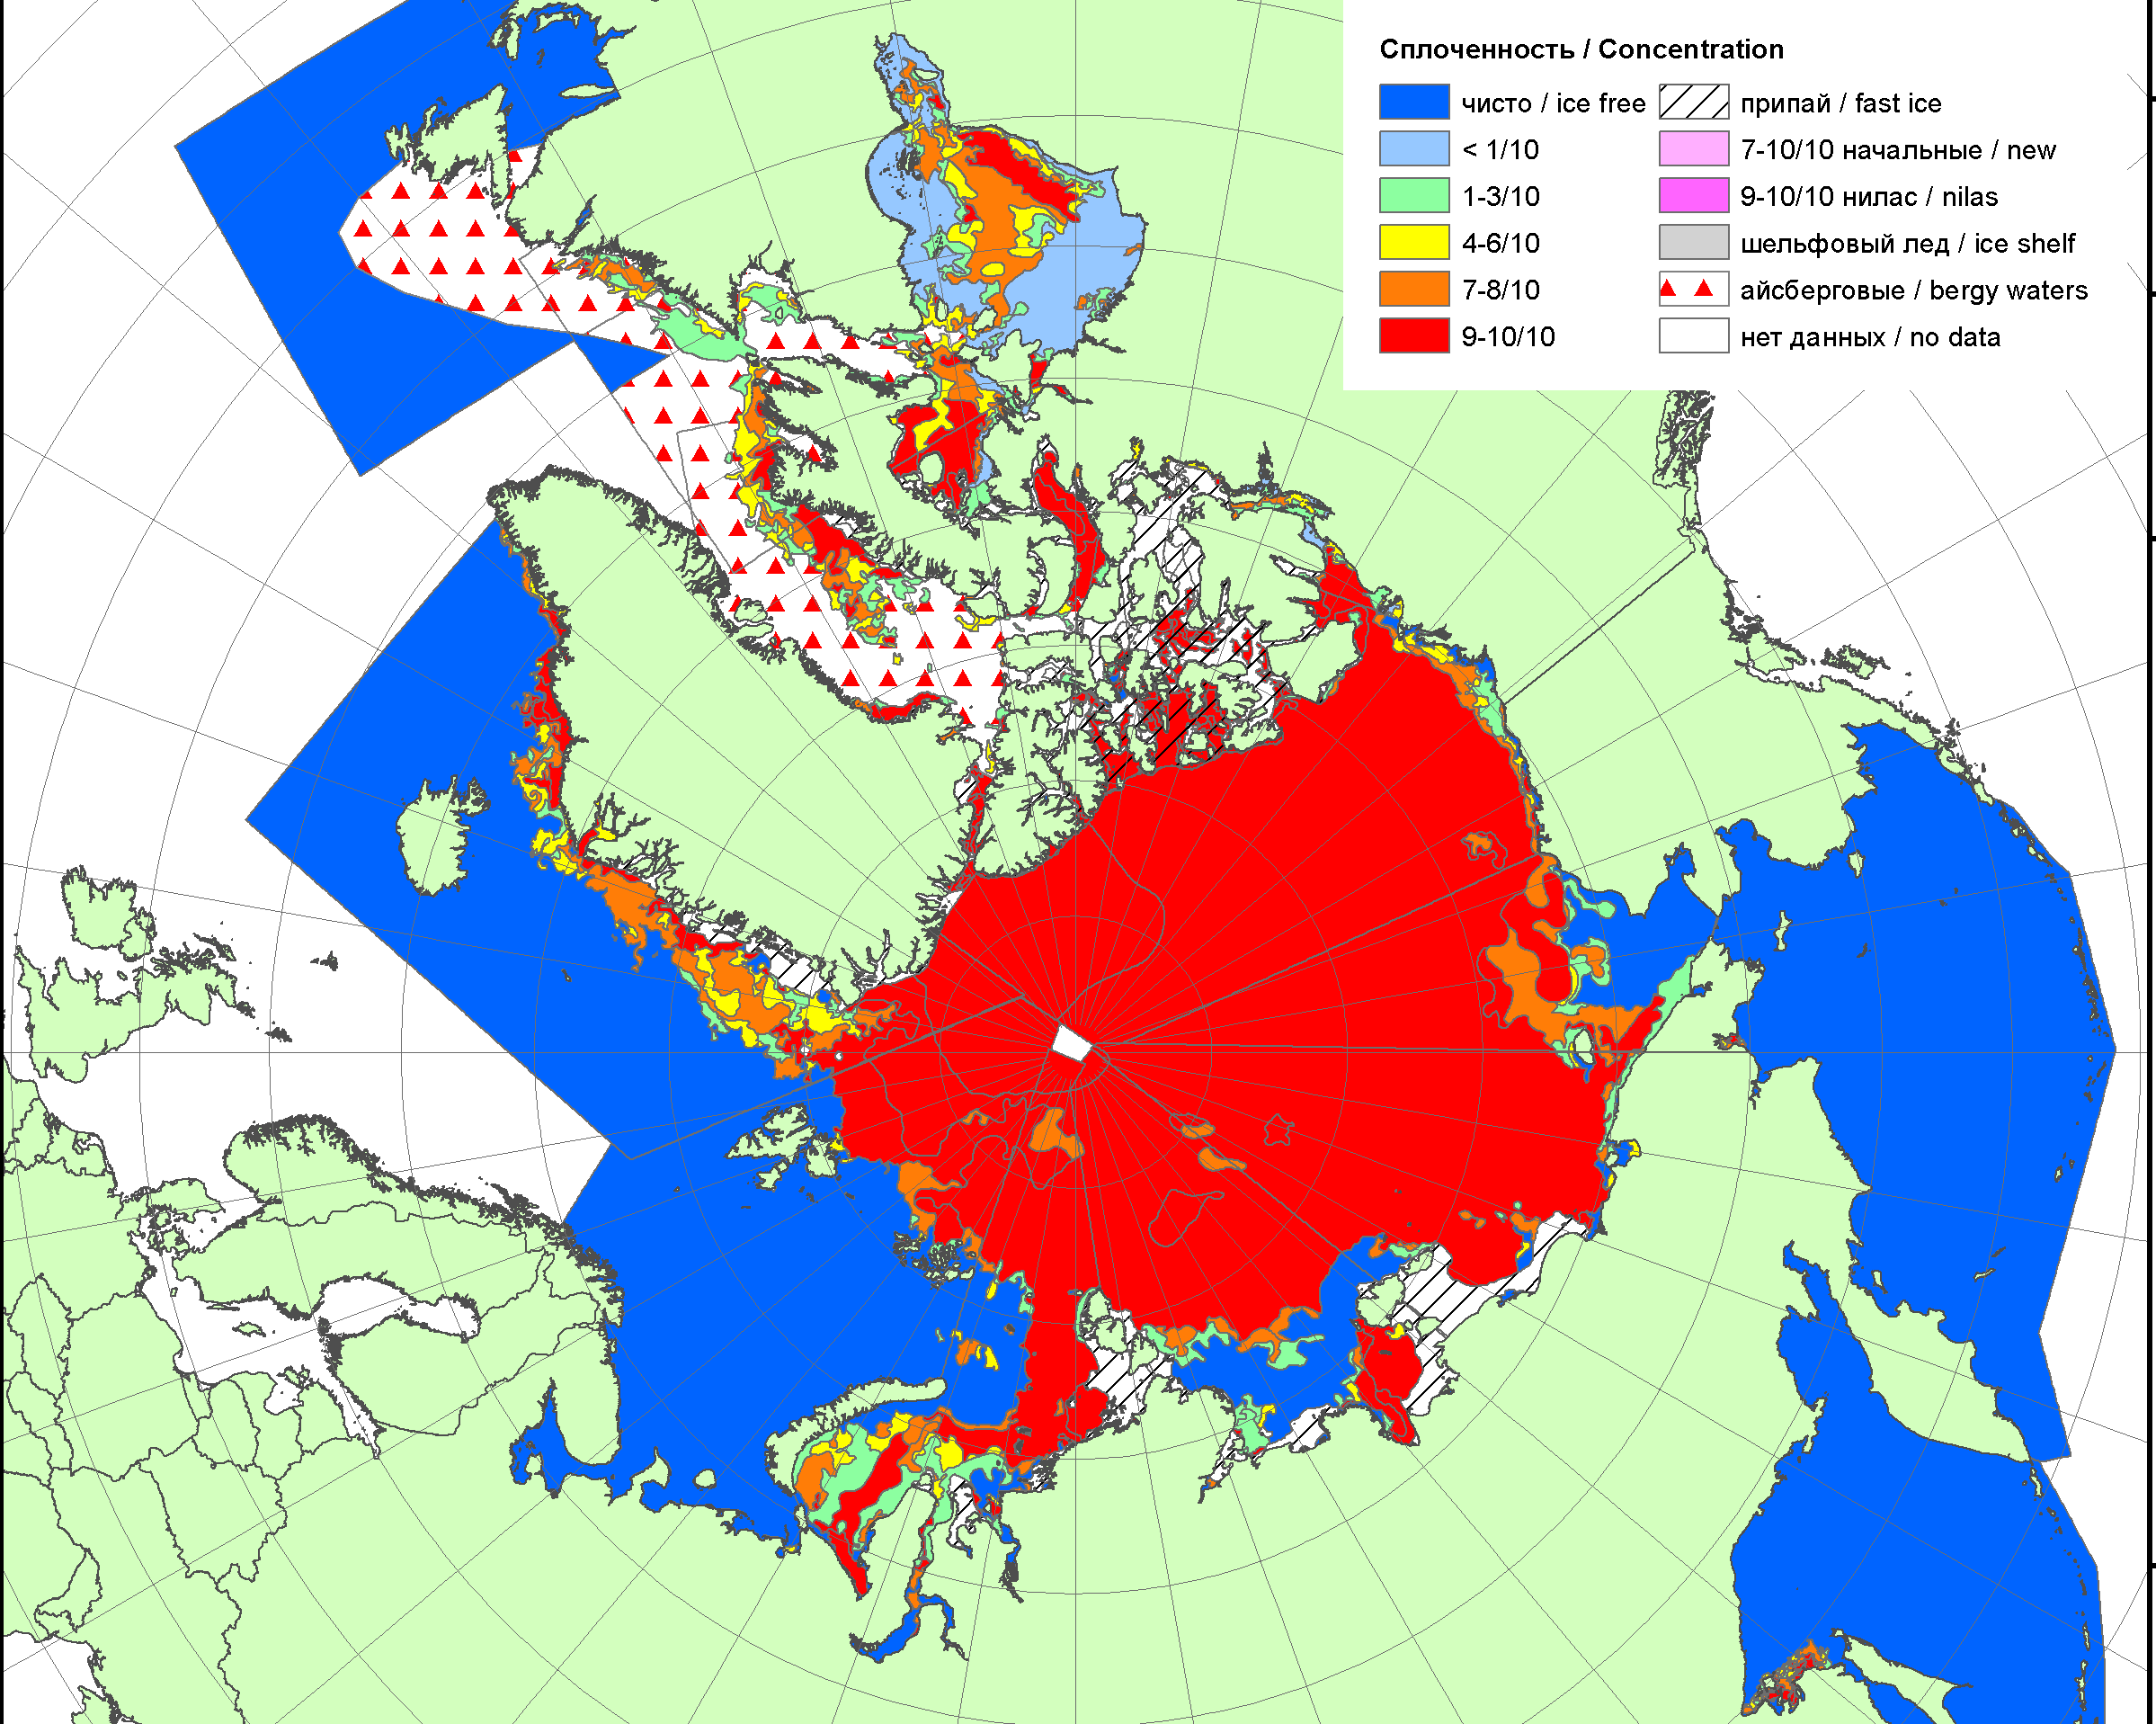 Сплоченность / Concentration
чисто / ice free
< 1/10
1-3/10
4-6/10
7-8/10
9-10/10
припай / fast ice
7-10/10 начальные / new
9-10/10 нилас / nilas
шельфовый лед / ice shelf
айсберговые / bergy waters
нет данных / no data